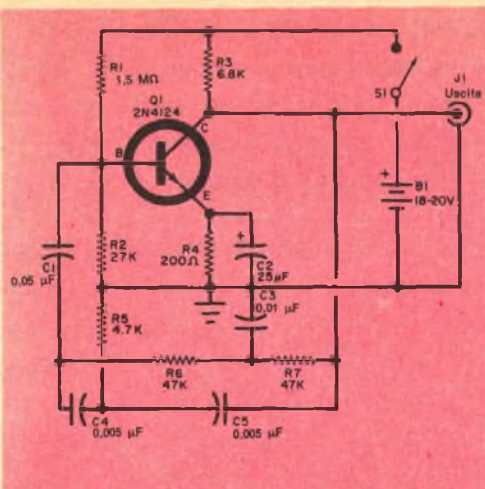 R1
1,5 MΩ
R3
6.8K
Q1
2N4124
C
B
E
S1
J1
Uscita
+
B1
18-20V
R2
27K
C1
0,05 µF
R4
200Ω
+
C2
25µF
C3
0,01 µF
R5
4.7K
R6
47K
R7
47K
C4
0,005 µF
C5
0,005 µF